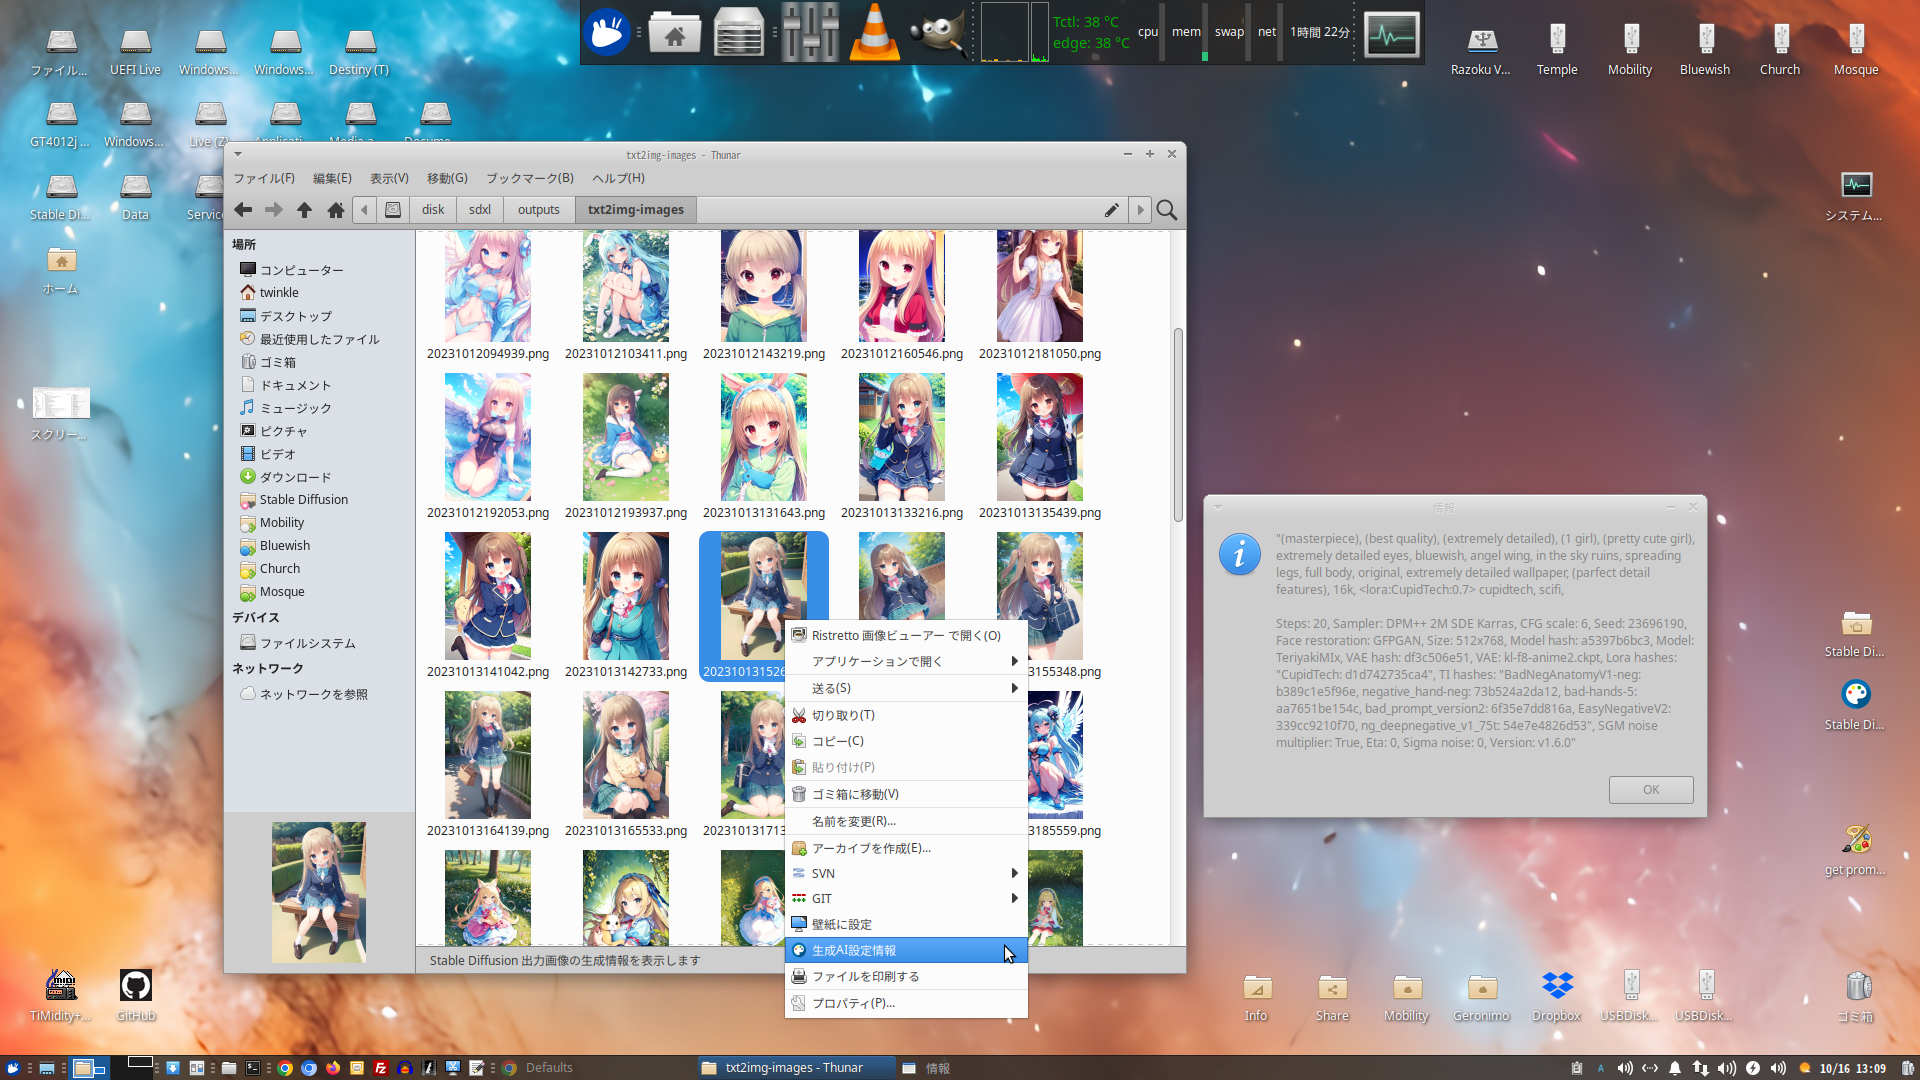 Tctl: 38 °C
edge: 38 °C
cpu
mem
swap
net
1時間 22分
ファイル...
UEFI Live
Windows...
Windows...
Destiny (T)
Razoku V...
Temple
Mobility
Bluewish
Church
Mosque
GT4012j ...
Windows...
Live (Z)
Stable Di...
Data
ホーム
スクリー...
システム...
txt2img-images - Thunar
ファイル(F)
編集(E)
表示(V)
移動(G)
ブックマーク(B)
ヘルプ(H)
disk
sdxl
outputs
txt2img-images
場所
コンピューター
twinkle
デスクトップ
最近使用したファイル
ゴミ箱
ドキュメント
ミュージック
ピクチャ
ビデオ
ダウンロード
Stable Diffusion
Mobility
Bluewish
Church
Mosque
デバイス
ファイルシステム
ネットワーク
ネットワークを参照
20231012094939.png
20231012103411.png
20231012143219.png
20231012160546.png
20231012181050.png
20231012192053.png
20231012193937.png
20231013131643.png
20231013133216.png
20231013135439.png
20231013141042.png
20231013142733.png
202310131526
3155348.png
20231013164139.png
20231013165533.png
20231013171
3185559.png
Ristretto 画像ビューアー で開く(O)
アプリケーションで開く
送る(S)
切り取り(T)
コピー(C)
貼り付け(P)
ゴミ箱に移動(V)
名前を変更(R)...
アーカイブを作成(E)...
SVN
GIT
壁紙に設定
生成AI設定情報
ファイルを印刷する
プロパティ(P)...
Stable Diffusion 出力画像の生成情報を表示します
情報
"(masterpiece), (best quality), (extremely detailed), (1 girl), (pretty cute girl),
extremely detailed eyes, bluewish, angel wing, in the sky ruins, spreading
legs, full body, original, extremely detailed wallpaper, (parfect detail
features), 16k, <lora:CupidTech:0.7> cupidtech, scifi,
Steps: 20, Sampler: DPM++ 2M SDE Karras, CFG scale: 6, Seed: 23696190,
Face restoration: GFPGAN, Size: 512x768, Model hash: a5397b6bc3, Model:
TeriyakiMIx, VAE hash: df3c506e51, VAE: kl-f8-anime2.ckpt, Lora hashes:
"CupidTech: d1d742735ca4", TI hashes: "BadNegAnatomyV1-neg:
b389c1e5f96e, negative_hand-neg: 73b524a2da12, bad-hands-5:
aa7651be154c, bad_prompt_version2: 6f35e7dd816a, EasyNegativeV2:
339cc9210f70, ng_deepnegative_v1_75t: 54e7e4826d53", SGM noise
multiplier: True, Eta: 0, Sigma noise: 0, Version: v1.6.0"
OK
Stable Di...
Stable Di...
get prom...
TiMidity+...
GitHub
Info
Share
Mobility
Geronimo
Dropbox
USBDisk...
USBDisk...
ゴミ箱
Defaults
txt2img-images - Thunar
情報
10/16 13:09